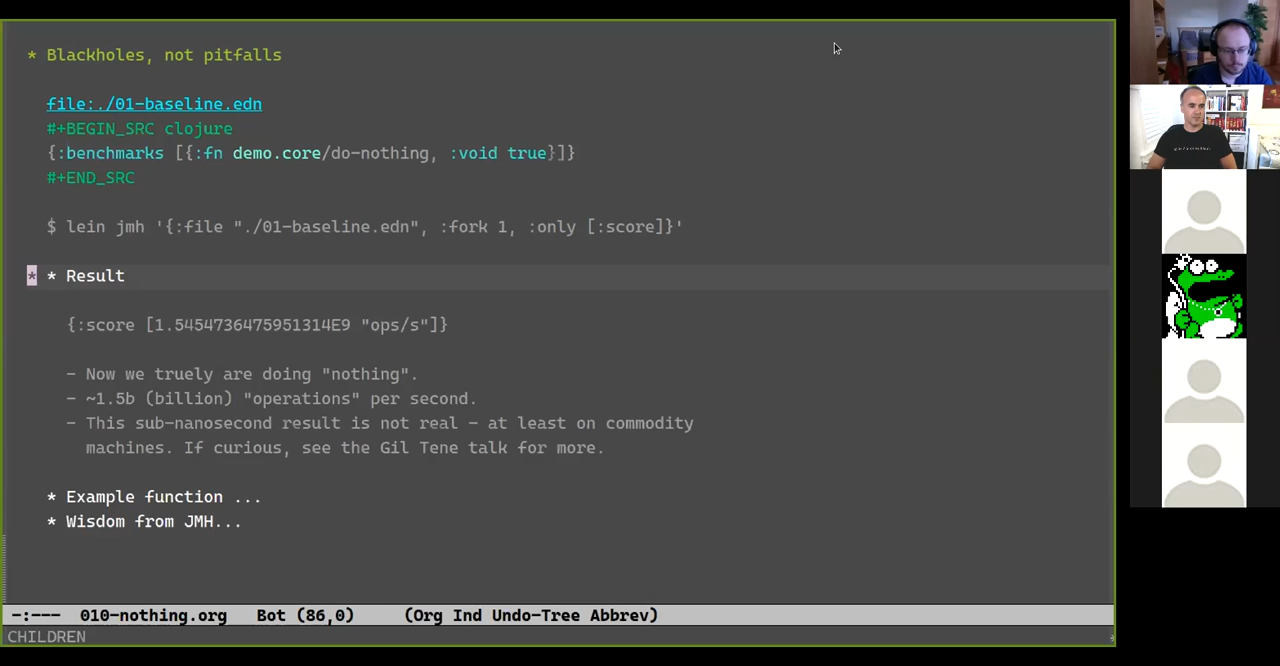 * Blackholes, not pitfalls
file:./01-baseline.edn
#+BEGIN_SRC clojure
{:benchmarks [{:fn demo.core/do-nothing, :void true}]}
#+END_SRC
$ lein jmh '{:file "./01-baseline.edn", :fork 1, :only [:score]}'
* * Result
{:score [1.5454736475951314E9 "ops/s"]}
- Now we truely are doing "nothing".
- ~1.5b (billion) "operations" per second.
- This sub-nanosecond result is not real - at least on commodity
machines. If curious, see the Gil Tene talk for more.
* Example function ...
* Wisdom from JMH...
-:--- 010-nothing.org Bot (86,0) (Org Ind Undo-Tree Abbrev)
CHILDREN